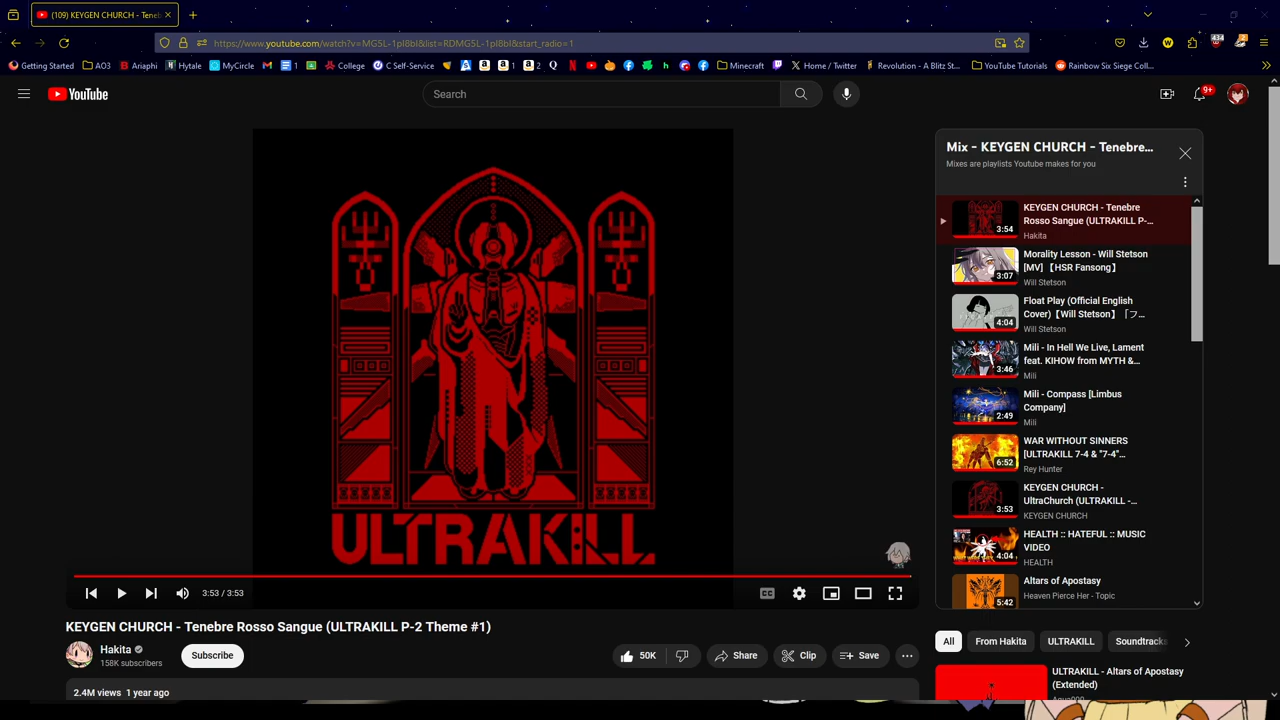 (109) KEYGEN CHURCH - Teneb
https://www.youtube.com/watch?v=MG5L-1pI8bI&list=RDMG5L-1pI8bI&start_radio=1
Getting Started AO3 Ariaphi Hytale MyCircle 1 College C Self-Service 1 2 Minecraft Home / Twitter Revolution - A Blitz St... YouTube Tutorials Rainbow Six Siege Coll...
YouTube
Search
9+
Mix - KEYGEN CHURCH - Tenebre...
Mixes are playlists Youtube makes for you
KEYGEN CHURCH - Tenebre
Rosso Sangue (ULTRAKILL P-...
Hakita
3:54
Morality Lesson - Will Stetson
[MV] 【HSR Fansong】
Will Stetson
3:07
Float Play (Official English
Cover)【Will Stetson】「フ...
Will Stetson
4:04
Mili - In Hell We Live, Lament
feat. KIHOW from MYTH & ...
Mili
3:46
Mili - Compass [Limbus
Company]
Mili
2:49
WAR WITHOUT SINNERS
[ULTRAKILL 7-4 & "7-4"...
Rey Hunter
6:52
KEYGEN CHURCH -
UltraChurch (ULTRAKILL -...
KEYGEN CHURCH
3:53
HEALTH :: HATEFUL :: MUSIC
VIDEO
HEALTH
4:04
Altars of Apostasy
Heaven Pierce Her - Topic
5:42
ULTRAKILL
3:53 / 3:53
CC
KEYGEN CHURCH - Tenebre Rosso Sangue (ULTRAKILL P-2 Theme #1)
Hakita
158K subscribers
Subscribe
50K
Share
Clip
Save
2.4M views 1 year ago
All From Hakita ULTRAKILL Soundtracks
ULTRAKILL - Altars of Apostasy
(Extended)